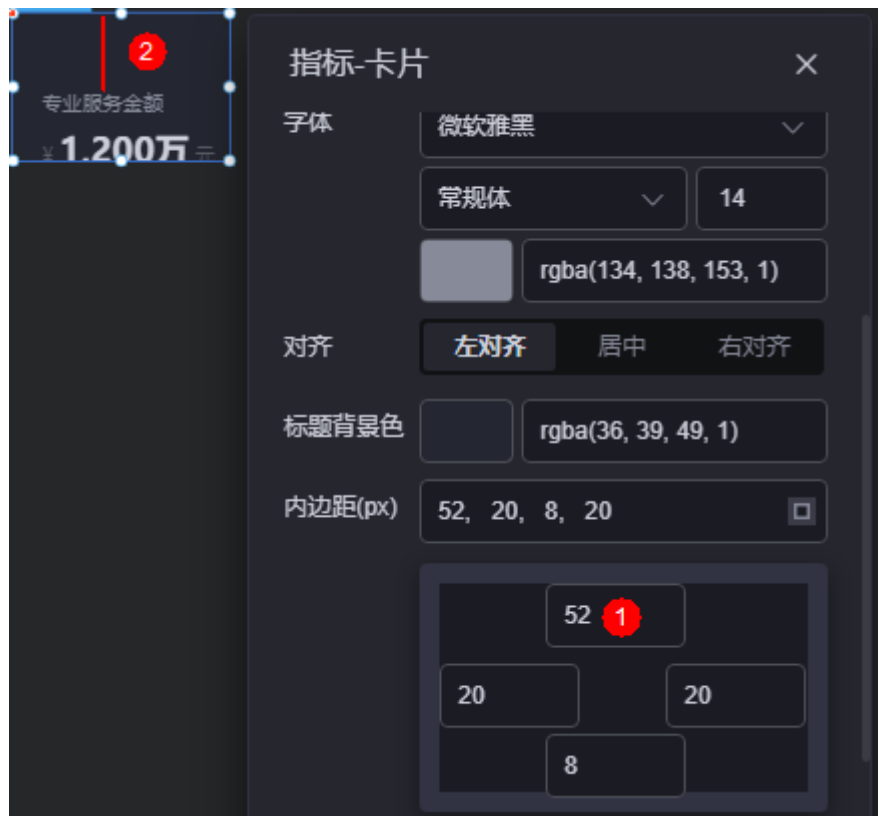 2
专业服务金额
¥ 1,200万 元
指标-卡片
字体
微软雅黑
常规体
14
rgba(134, 138, 153, 1)
对齐
左对齐 居中 右对齐
标题背景色
rgba(36, 39, 49, 1)
内边距(px)
52, 20, 8, 20
52
1
20
20
8